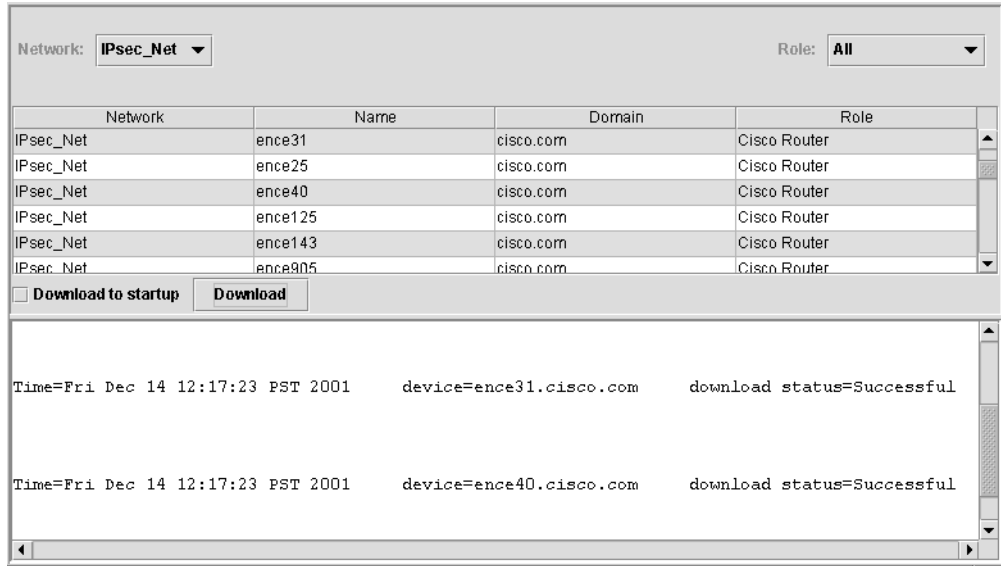 Network: IPsec_Net Role: All
Network Name Domain Role
IPsec_Net ence31 cisco.com Cisco Router
IPsec_Net ence25 cisco.com Cisco Router
IPsec_Net ence40 cisco.com Cisco Router
IPsec_Net ence125 cisco.com Cisco Router
IPsec_Net ence143 cisco.com Cisco Router
IPsec_Net ence905 cisco.com Cisco Router
Download to startup Download
Time=Fri Dec 14 12:17:23 PST 2001 device=ence31.cisco.com download status=Successful
Time=Fri Dec 14 12:17:23 PST 2001 device=ence40.cisco.com download status=Successful